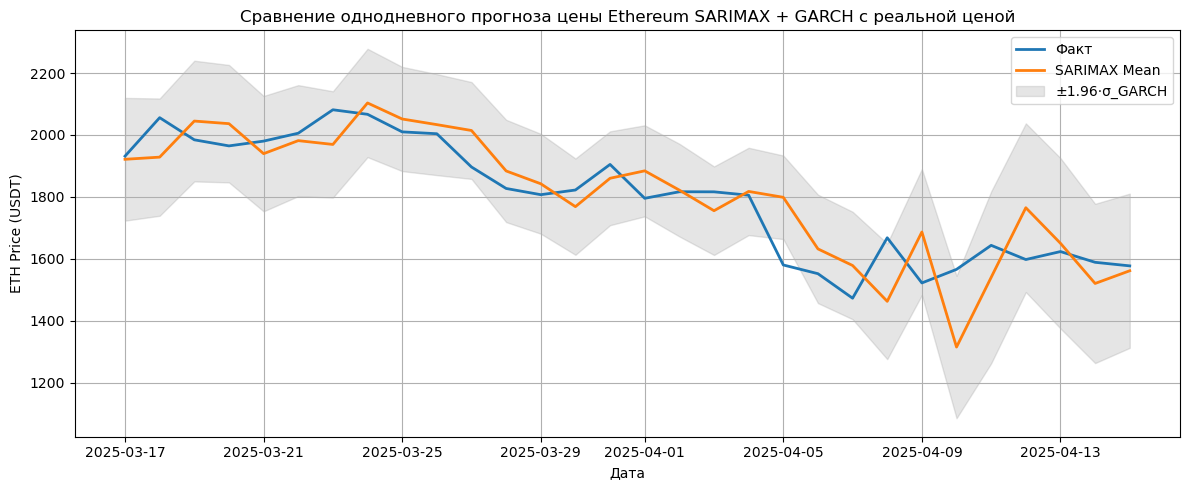 Сравнение однодневного прогноза цены Ethereum SARIMAX + GARCH с реальной ценой
Факт
SARIMAX Mean
±1.96·σ_GARCH
ETH Price (USDT)
2200
2000
1800
1600
1400
1200
2025-03-17
2025-03-21
2025-03-25
2025-03-29
2025-04-01
2025-04-05
2025-04-09
2025-04-13
Дата